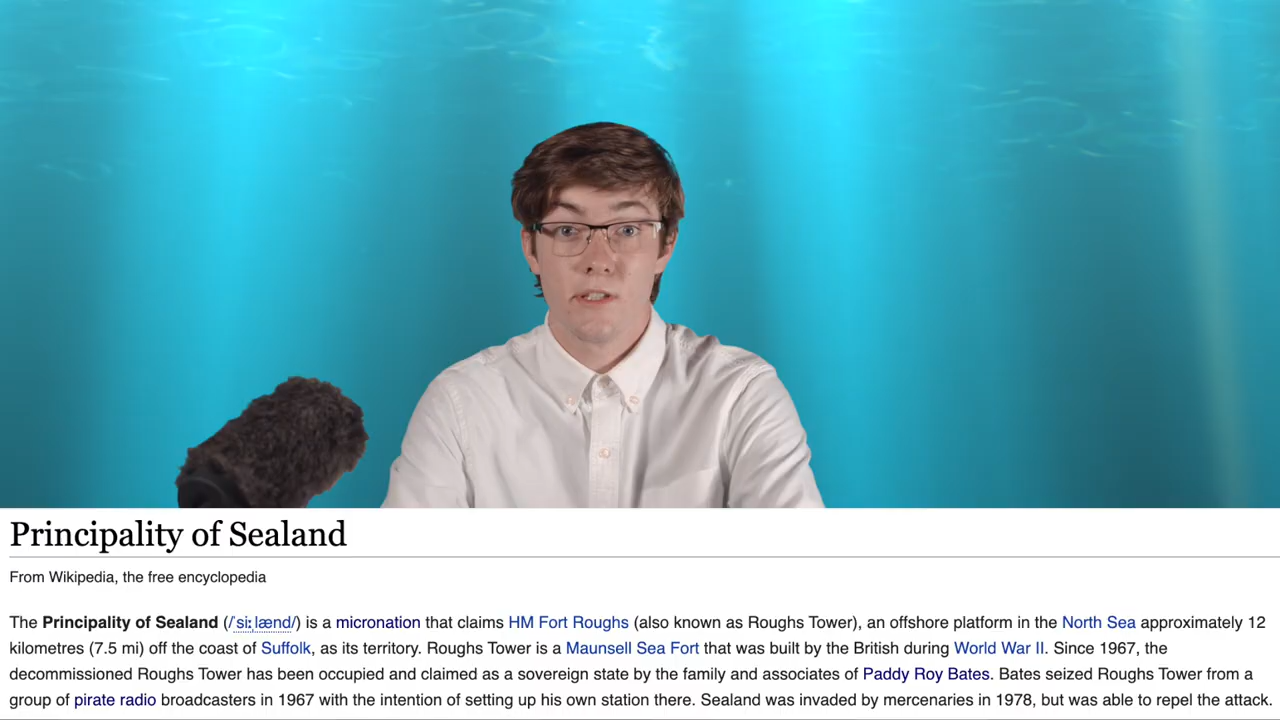 Principality of Sealand
From Wikipedia, the free encyclopedia
The Principality of Sealand (/ˈsiːˌlænd/) is a micronation that claims HM Fort Roughs (also known as Roughs Tower), an offshore platform in the North Sea approximately 12
kilometres (7.5 mi) off the coast of Suffolk, as its territory. Roughs Tower is a Maunsell Sea Fort that was built by the British during World War II. Since 1967, the
decommissioned Roughs Tower has been occupied and claimed as a sovereign state by the family and associates of Paddy Roy Bates. Bates seized Roughs Tower from a
group of pirate radio broadcasters in 1967 with the intention of setting up his own station there. Sealand was invaded by mercenaries in 1978, but was able to repel the attack.